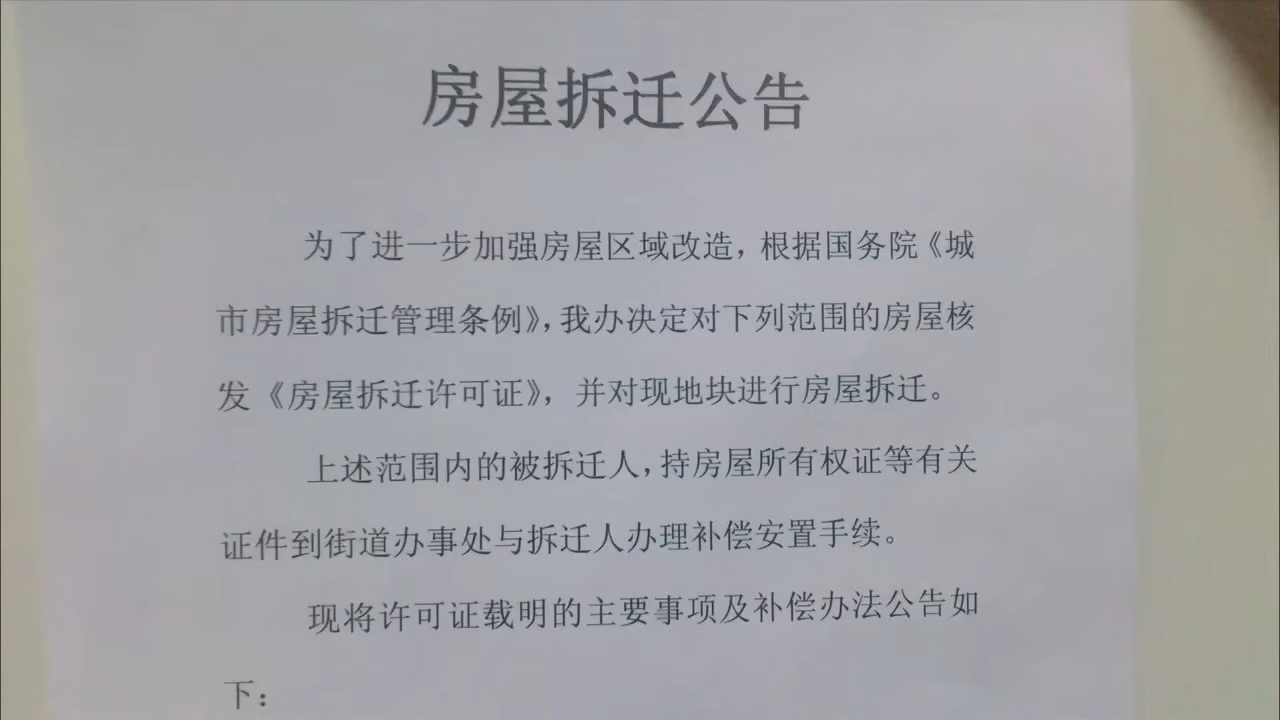 房屋拆迁公告
为了进一步加强房屋区域改造，根据国务院《城
市房屋拆迁管理条例》，我办决定对下列范围的房屋核
发《房屋拆迁许可证》，并对现地块进行房屋拆迁。
上述范围内的被拆迁人，持房屋所有权证等有关
证件到街道办事处与拆迁人办理补偿安置手续。
现将许可证载明的主要事项及补偿办法公告如
下：